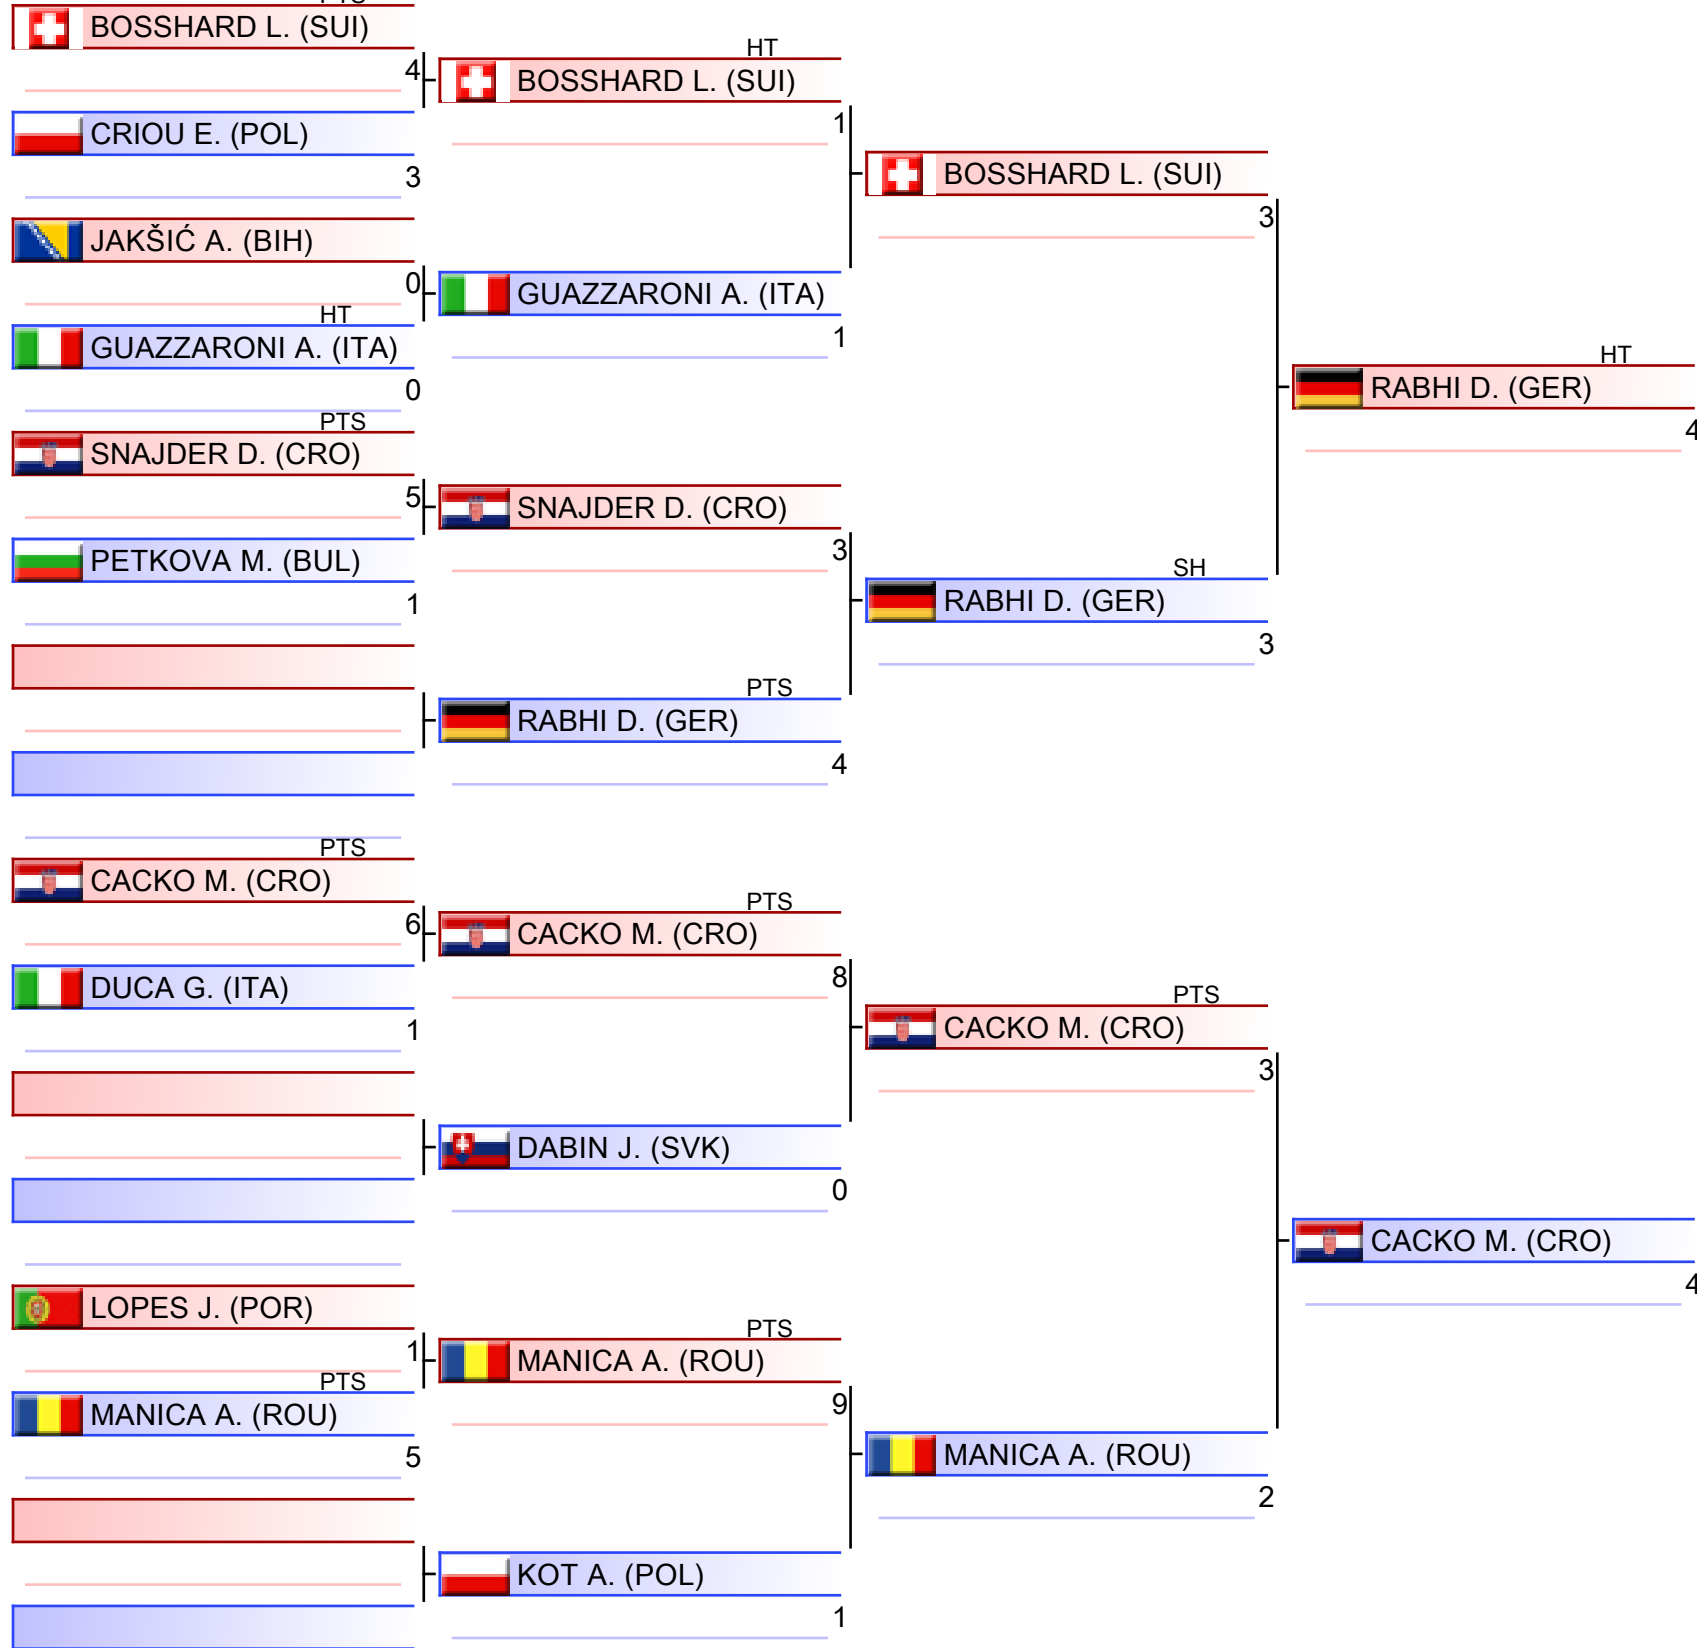 PTS
BOSSHARD L. (SUI)
4
CRIOU E. (POL)
3
JAKŠIĆ A. (BIH)
0
HT
GUAZZARONI A. (ITA)
0
PTS
SNAJDER D. (CRO)
5
PETKOVA M. (BUL)
1
PTS
CACKO M. (CRO)
6
DUCA G. (ITA)
1
LOPES J. (POR)
1
PTS
MANICA A. (ROU)
5
HT
BOSSHARD L. (SUI)
1
GUAZZARONI A. (ITA)
1
SNAJDER D. (CRO)
3
PTS
RABHI D. (GER)
4
PTS
CACKO M. (CRO)
8
DABIN J. (SVK)
0
PTS
MANICA A. (ROU)
9
KOT A. (POL)
1
BOSSHARD L. (SUI)
3
SH
RABHI D. (GER)
3
PTS
CACKO M. (CRO)
3
MANICA A. (ROU)
2
HT
RABHI D. (GER)
4
CACKO M. (CRO)
4